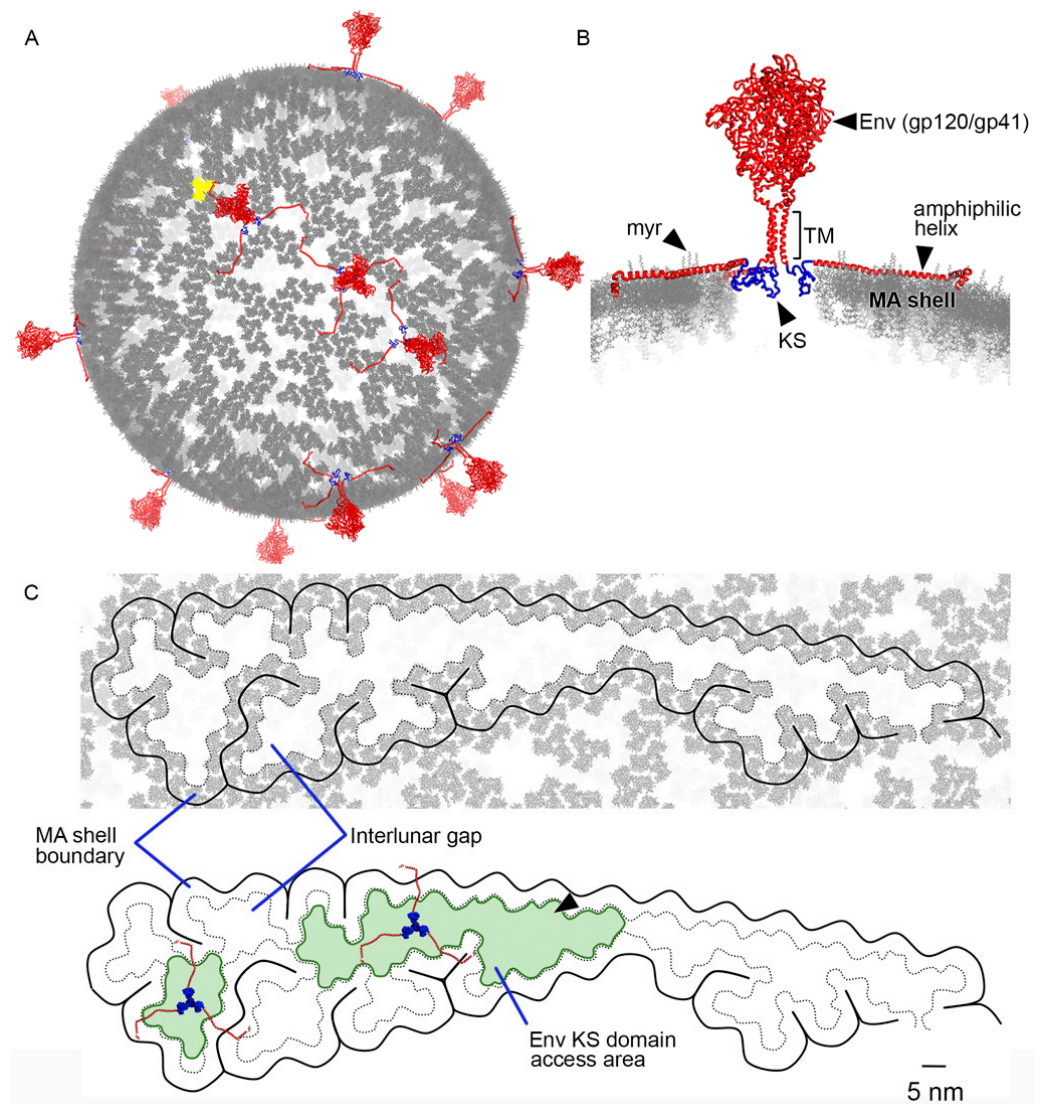 A
B
Env (gp120/gp41)
myr
TM
amphiphilic
helix
MA shell
KS
C
MA shell
boundary
Interlunar gap
Env KS domain
access area
5 nm